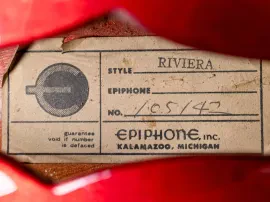 STYLE RIVIERA
EPIPHONE
NO. 105142
guarantee
void if number
is defaced
EPIPHONE, INC.
KALAMAZOO, MICHIGAN